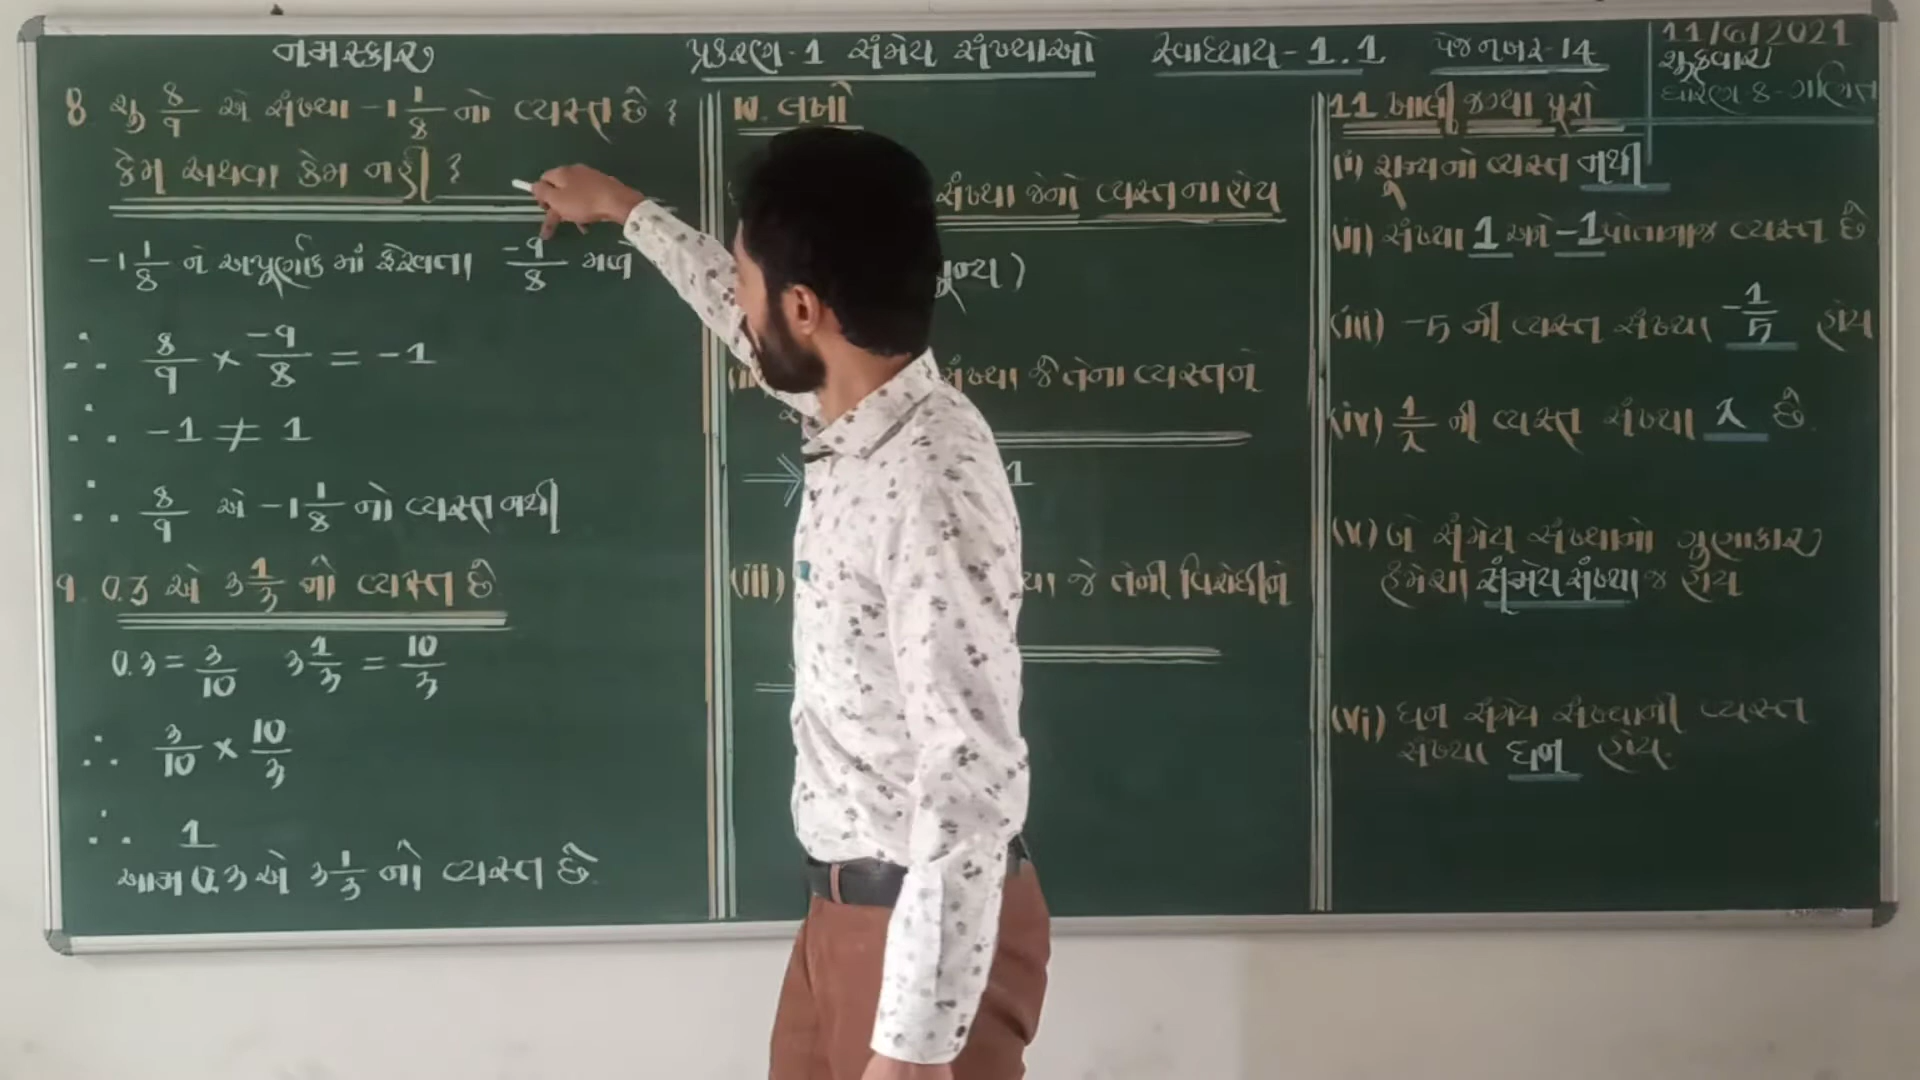 નમસ્કાર
પ્રકરણ-1 સંમેય સંખ્યાઓ સ્વાધ્યાય-1.1 પેજ નંબર-14
11/6/2021
શુક્રવાર
ધોરણ-8-ગણિત
8 શું 8/9 એ સંખ્યા -1 1/8 નો વ્યસ્ત છે ?
કેમ અથવા કેમ નહીં ?
-1 1/8 ને અપૂર્ણાંક માં ફેરવતા -9/8 મળે
∴ 8/9 × -9/8 = -1
∴ -1 ≠ 1
∴ 8/9 એ -1 1/8 નો વ્યસ્ત નથી
9. 0.3 એ 3 1/3 નો વ્યસ્ત છે
0.3 = 3/10 3 1/3 = 10/3
∴ 3/10 × 10/3
∴ 1
આમ 0.3 એ 3 1/3 નો વ્યસ્ત છે.
10. લખો
સંખ્યા જેનો વ્યસ્ત ના હોય
)
સંખ્યા કે તેના વ્યસ્તને
1
(iii) જે તેની વિરોધીને
11. ખાલી જગ્યા પૂરો
(i) શૂન્યનો વ્યસ્ત નથી
(ii) સંખ્યા 1 અને -1 પોતાનાજ વ્યસ્ત છે
(iii) -5 ની વ્યસ્ત સંખ્યા -1/5 હોય
(iv) 1/x ની વ્યસ્ત સંખ્યા x છે.
(v) બે સંમેય સંખ્યાનો ગુણાકાર
હંમેશા સંમેય સંખ્યા જ હોય
(vi) ધન સંમેય સંખ્યાની વ્યસ્ત
સંખ્યા ધન હોય.